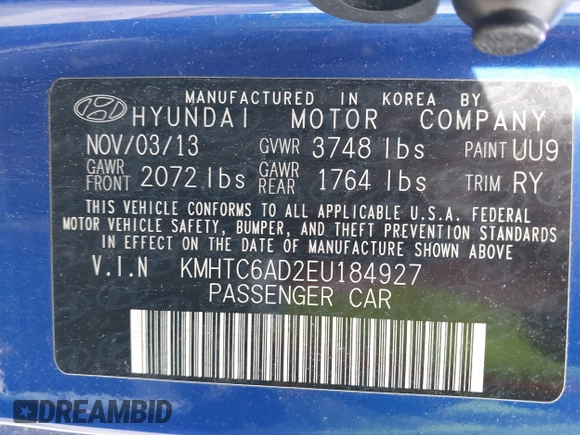 MANUFACTURED IN KOREA BY
HYUNDAI MOTOR COMPANY
NOV/03/13 GVWR 3748 lbs PAINT UU9
GAWR FRONT 2072 lbs GAWR REAR 1764 lbs TRIM RY
THIS VEHICLE CONFORMS TO ALL APPLICABLE U.S.A. FEDERAL
MOTOR VEHICLE SAFETY, BUMPER, AND THEFT PREVENTION STANDARDS
IN EFFECT ON THE DATE OF MANUFACTURE SHOWN ABOVE.
V.I.N KMHTC6AD2EU184927
PASSENGER CAR
DREAMBID